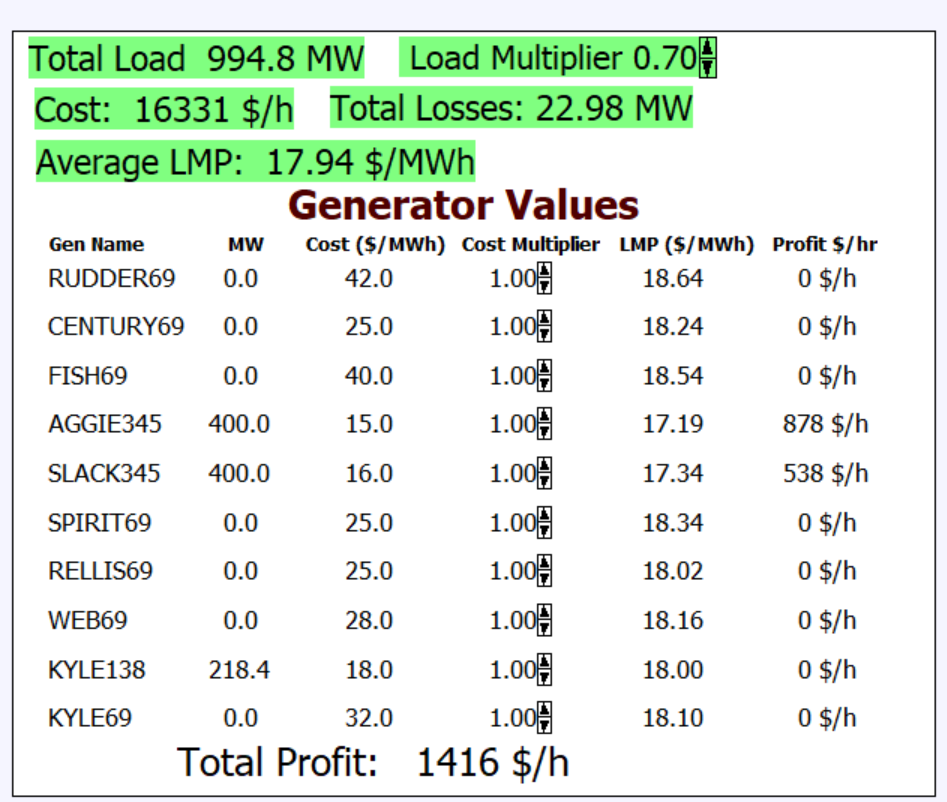 Total Load 994.8 MW Load Multiplier 0.70
Cost: 16331 $/h Total Losses: 22.98 MW
Average LMP: 17.94 $/MWh
Generator Values
Gen Name MW Cost ($/MWh) Cost Multiplier LMP ($/MWh) Profit $/hr
RUDDER69 0.0 42.0 1.00 18.64 0 $/h
CENTURY69 0.0 25.0 1.00 18.24 0 $/h
FISH69 0.0 40.0 1.00 18.54 0 $/h
AGGIE345 400.0 15.0 1.00 17.19 878 $/h
SLACK345 400.0 16.0 1.00 17.34 538 $/h
SPIRIT69 0.0 25.0 1.00 18.34 0 $/h
RELLIS69 0.0 25.0 1.00 18.02 0 $/h
WEB69 0.0 28.0 1.00 18.16 0 $/h
KYLE138 218.4 18.0 1.00 18.00 0 $/h
KYLE69 0.0 32.0 1.00 18.10 0 $/h
Total Profit: 1416 $/h